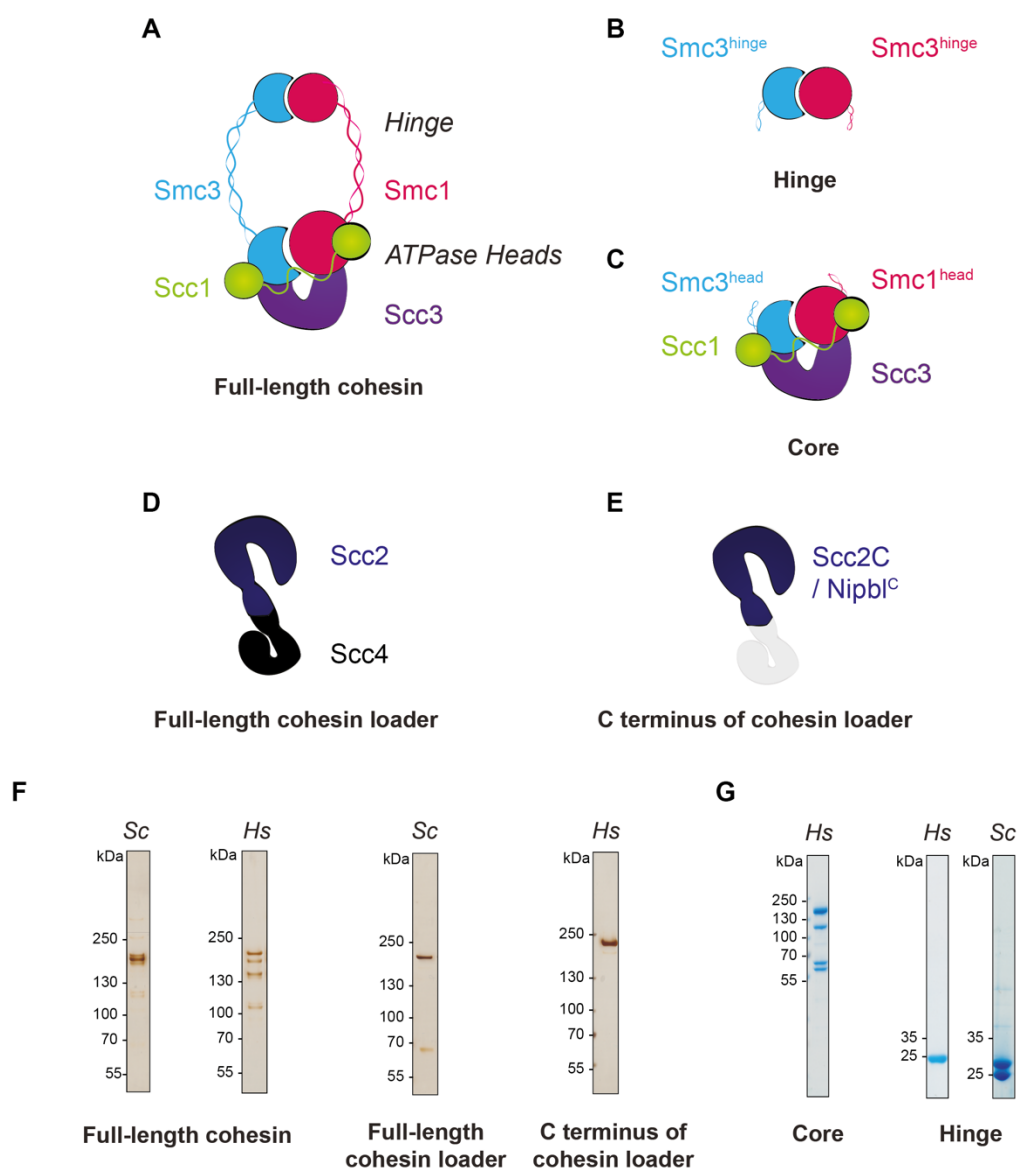 A
Hinge
Smc3
Smc1
ATPase Heads
Scc1
Scc3
Full-length cohesin
B
Smc3hinge
Smc3hinge
Hinge
C
Smc3head
Smc1head
Scc1
Scc3
Core
D
Scc2
Scc4
Full-length cohesin loader
E
Scc2C
/ NipblC
C terminus of cohesin loader
F
Sc
kDa
250
130
100
70
55
Hs
kDa
250
130
100
70
55
Full-length cohesin
Sc
kDa
250
130
100
70
55
Full-length
cohesin loader
Hs
kDa
250
130
100
70
55
C terminus of
cohesin loader
G
Hs
kDa
250
130
100
70
55
Core
Hs
kDa
35
25
Sc
kDa
35
25
Hinge